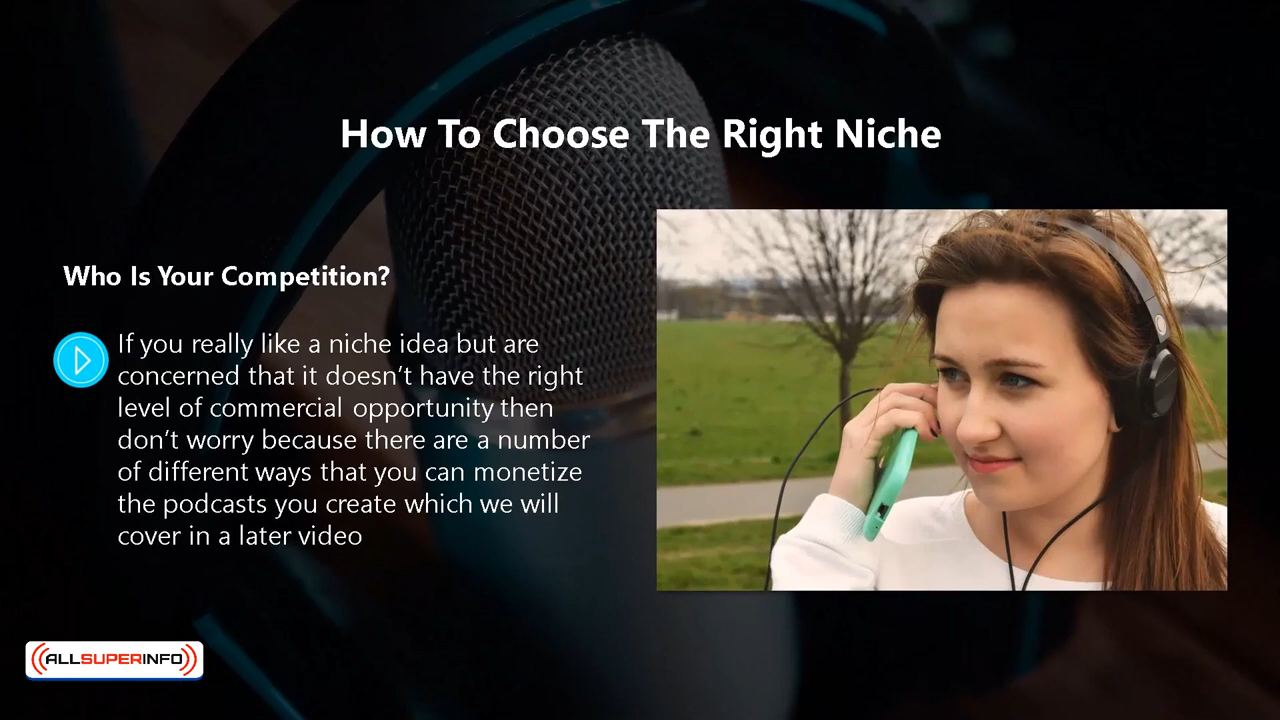 How To Choose The Right Niche
Who Is Your Competition?
If you really like a niche idea but are
concerned that it doesn’t have the right
level of commercial opportunity then
don’t worry because there are a number
of different ways that you can monetize
the podcasts you create which we will
cover in a later video
ALLSUPERINFO